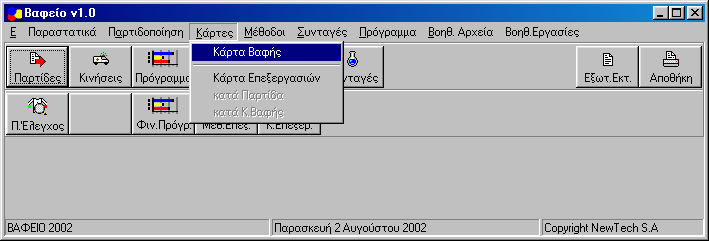 Βαφείο v1.0
Ε Παραστατικά Παρτιδοποίηση Κάρτες Μέθοδοι Συνταγές Πρόγραμμα Βοηθ. Αρχεία Βοηθ.Εργασίες
Κάρτα Βαφής
Κάρτα Επεξεργασιών
κατά Παρτίδα
κατά Κ.Βαφής
Παρτίδες Κινήσεις Πρόγραμμα νταγές Εξωτ.Εκτ. Αποθήκη
Π.Έλεγχος Φιν.Πρόγρ. Μεθ.Επεξ. Κ.Επεξερ.
ΒΑΦΕΙΟ 2002 Παρασκευή 2 Αυγούστου 2002 Copyright NewTech S.A